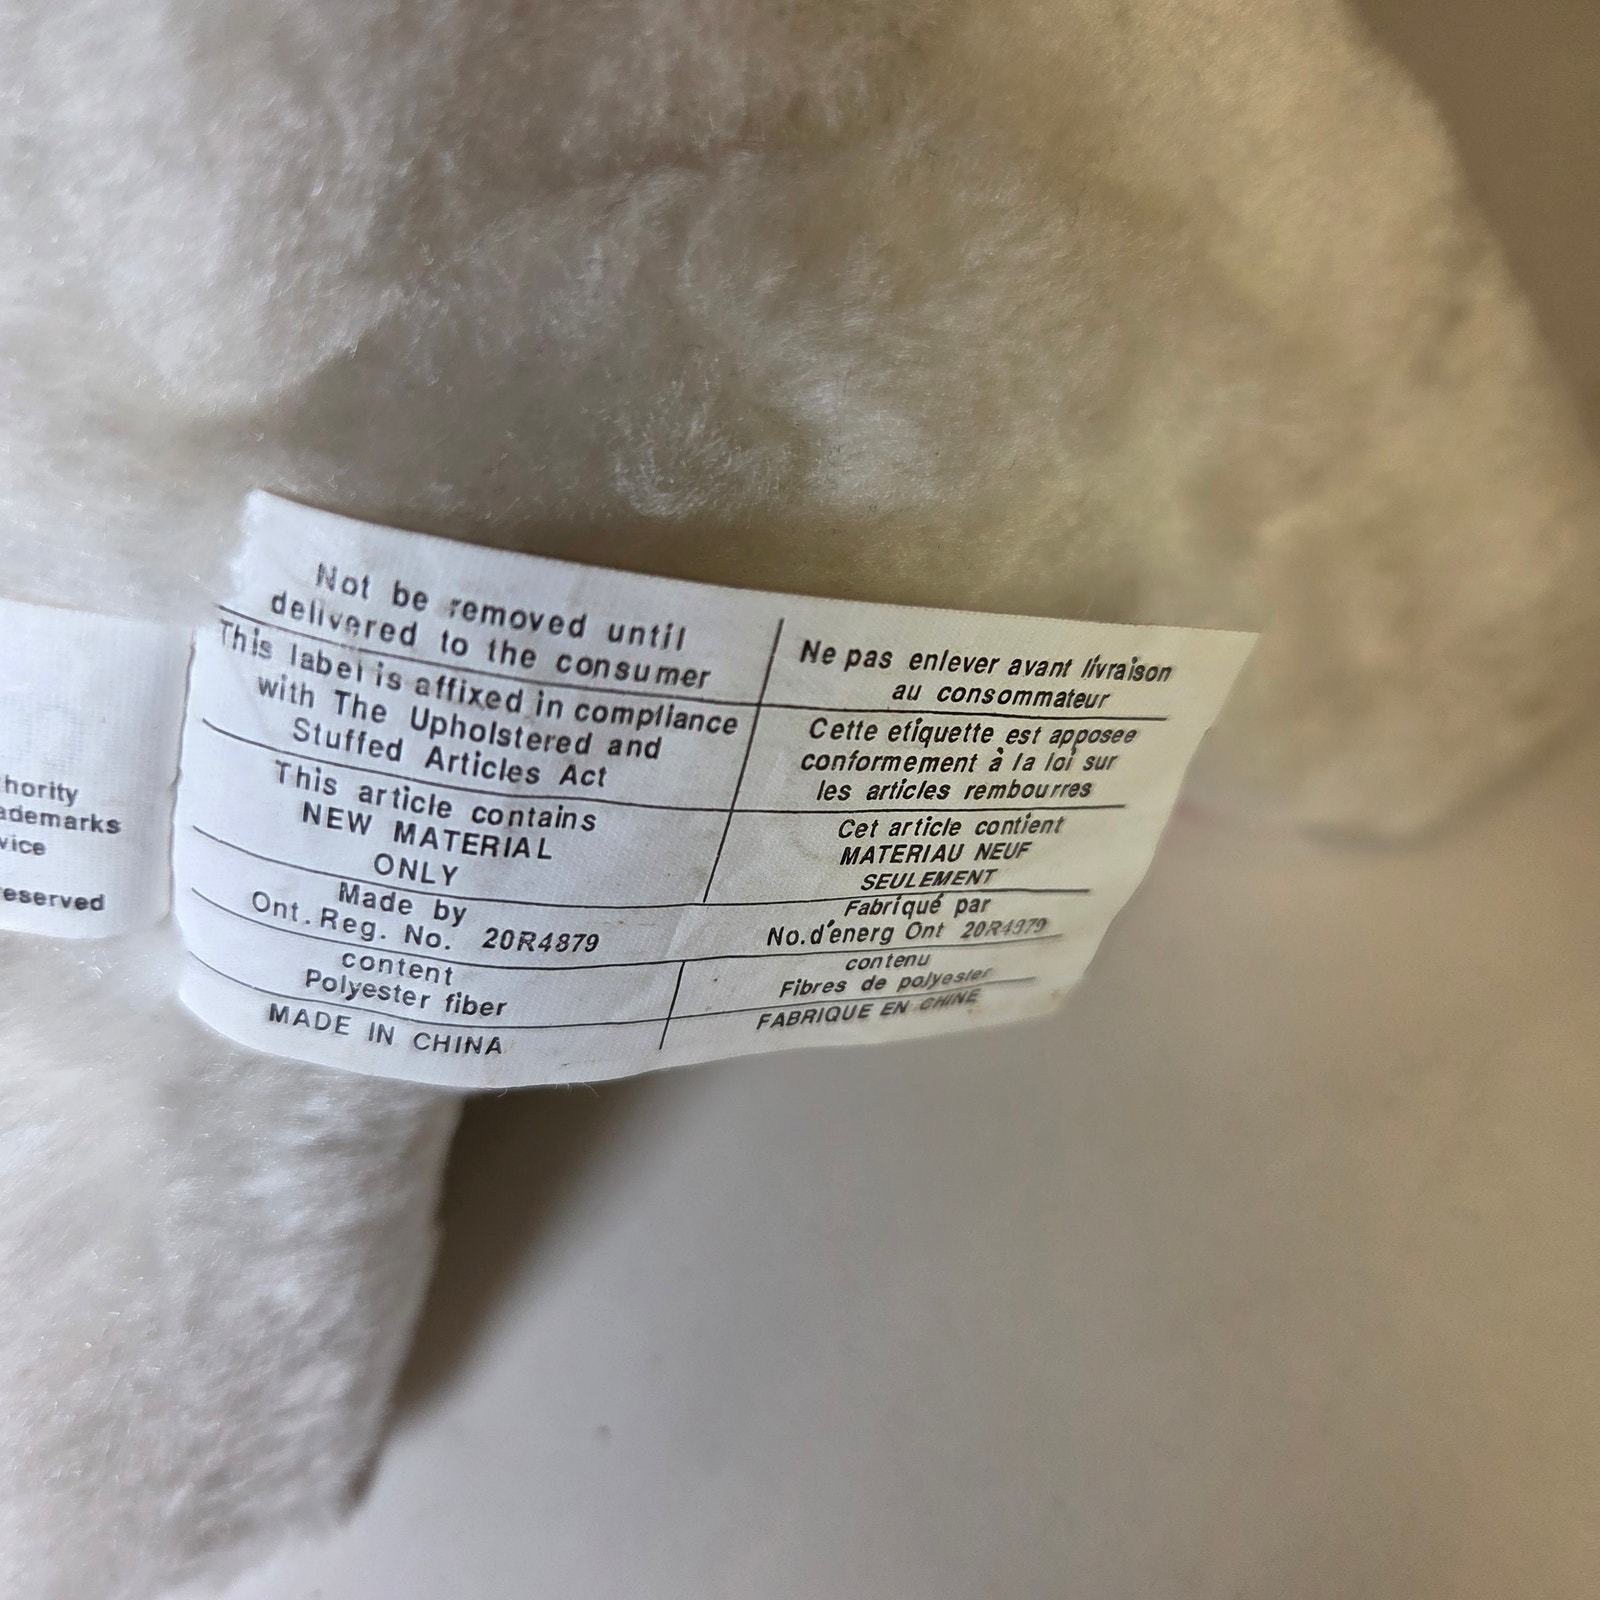 hority
ademarks
vice
eserved
Not be removed until
delivered to the consumer
Ne pas enlever avant livraison
au consommateur
This label is affixed in compliance
with The Upholstered and
Stuffed Articles Act
Cette etiquette est apposee
conformement à la loi sur
les articles rembourres
This article contains
NEW MATERIAL
ONLY
Cet article contient
MATERIAU NEUF
SEULEMENT
Made by
Ont. Reg. No. 20R4879
Fabriqué par
No.d'énerg Ont 20R4979
content
Polyester fiber
contenu
Fibres de polyester
MADE IN CHINA
FABRIQUE EN CHINE